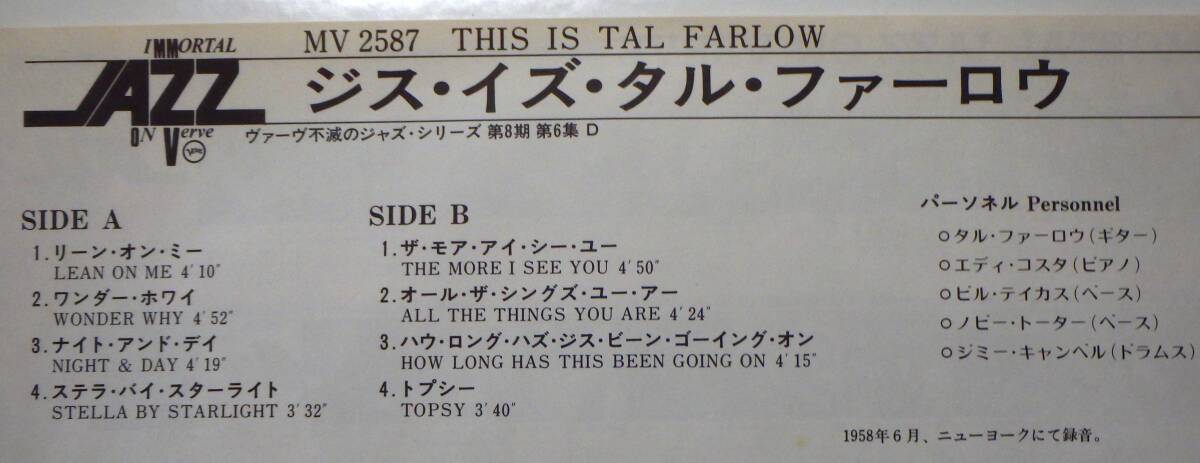 IMMORTAL
JAZZ
ON Verve
MV 2587 THIS IS TAL FARLOW
ジス・イズ・タル・ファーロウ
ヴァーヴ不滅のジャズ・シリーズ 第8期 第6集 D
SIDE A
1.リーン・オン・ミー
LEAN ON ME 4′10″
2.ワンダー・ホワイ
WONDER WHY 4′52″
3.ナイト・アンド・デイ
NIGHT & DAY 4′19″
4.ステラ・バイ・スターライト
STELLA BY STARLIGHT 3′32″
SIDE B
1.ザ・モア・アイ・シー・ユー
THE MORE I SEE YOU 4′50″
2.オール・ザ・シングズ・ユー・アー
ALL THE THINGS YOU ARE 4′24″
3.ハウ・ロング・ハズ・ジス・ビーン・ゴーイング・オン
HOW LONG HAS THIS BEEN GOING ON 4′15″
4.トプシー
TOPSY 3′40″
パーソネル Personnel
○タル・ファーロウ(ギター)
○エディ・コスタ(ピアノ)
○ビル・テイカス(ベース)
○ノビー・トーター(ベース)
○ジミー・キャンベル(ドラムス)
1958年6月、ニューヨークにて録音。